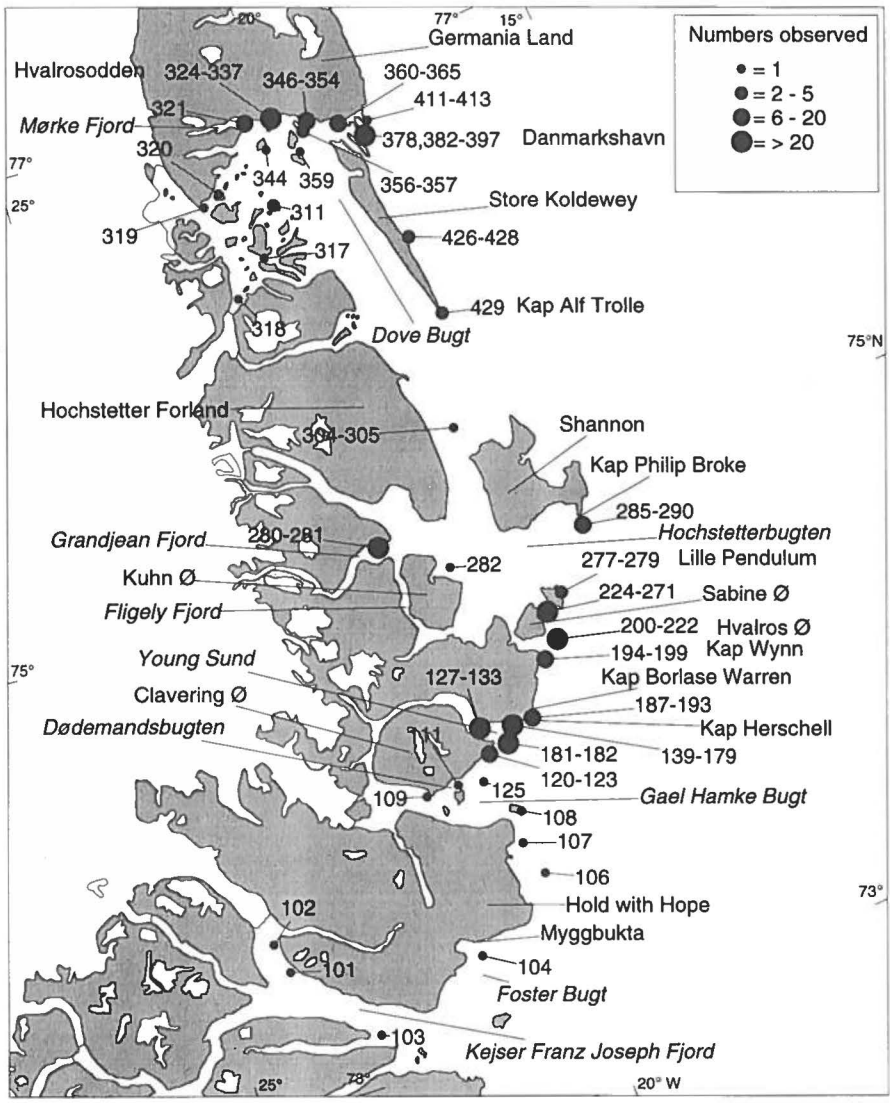 20°
77°
15°
Germania Land
Numbers observed
= 1
= 2 - 5
= 6 - 20
= > 20
Hvalrosodden
324-337
346-354
360-365
411-413
321
Mørke Fjord
378,382-397
Danmarkshavn
320
344
359
356-357
77°
25°
Store Koldewey
311
319
317
426-428
429
Kap Alf Trolle
318
Dove Bugt
75°N
Hochstetter Forland
304-305
Shannon
Kap Philip Broke
285-290
280-281
Hochstetterbugten
Grandjean Fjord
277-279
Lille Pendulum
282
Kuhn Ø
224-271
Sabine Ø
Fligely Fjord
200-222
Hvalros Ø
194-199
Kap Wynn
Young Sund
127-133
Kap Borlase Warren
75°
Clavering Ø
187-193
Kap Herschell
Dødemandsbugten
111
181-182
139-179
120-123
125
109
Gael Hamke Bugt
108
107
106
73°
102
Hold with Hope
Myggbukta
101
104
Foster Bugt
103
Kejser Franz Joseph Fjord
25°
73°
20° W